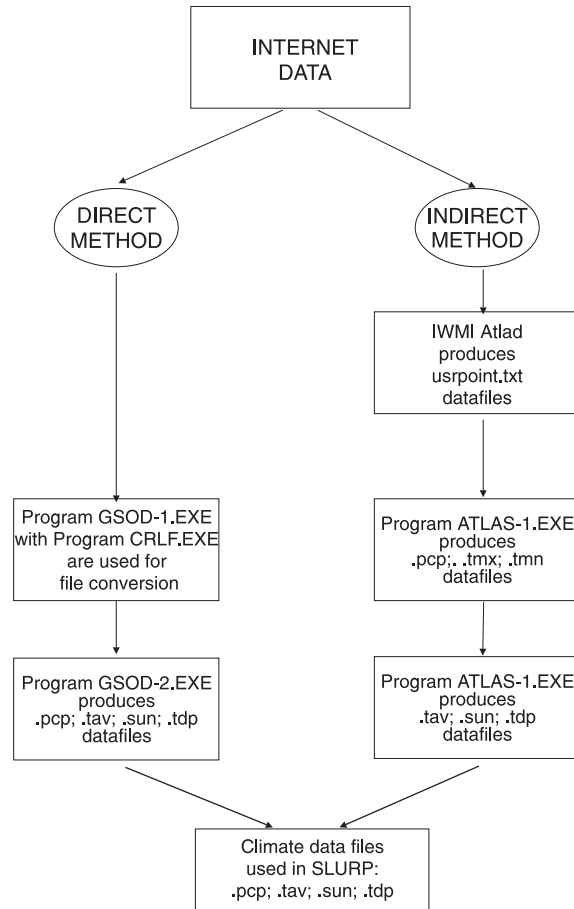 INTERNET
DATA
DIRECT
METHOD
INDIRECT
METHOD
IWMI Atlad
produces
usrpoint.txt
datafiles
Program GSOD-1.EXE
with Program CRLF.EXE
are used for
file conversion
Program ATLAS-1.EXE
produces
.pcp; .tmx; .tmn
datafiles
Program GSOD-2.EXE
produces
.pcp; .tav; .sun; .tdp
datafiles
Program ATLAS-1.EXE
produces
.tav; .sun; .tdp
datafiles
Climate data files
used in SLURP:
.pcp; .tav; .sun; .tdp